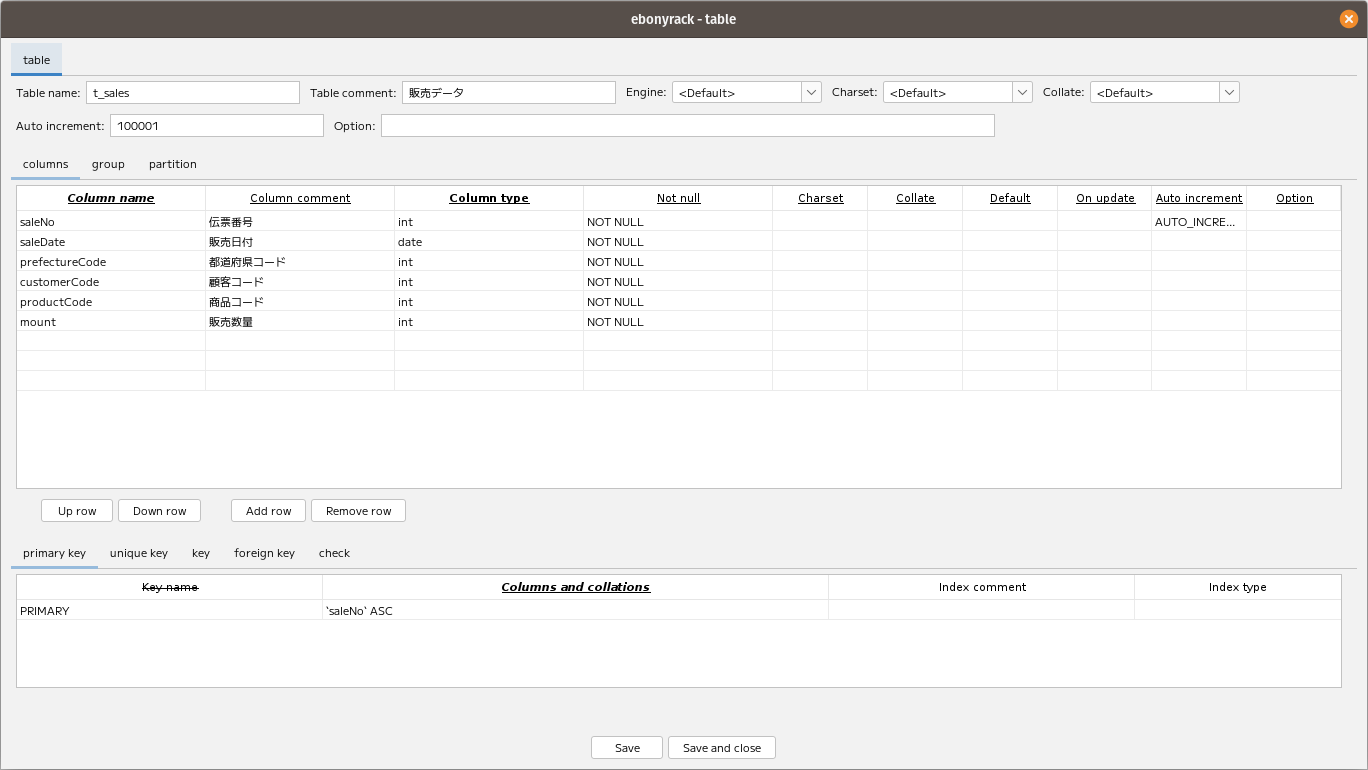 ebonyrack - table
table
Table name: t_sales Table comment: 販売データ Engine: <Default> Charset: <Default> Collate: <Default>
Auto increment: 100001 Option:
columns group partition
Column name Column comment Column type Not null Charset Collate Default On update Auto increment Option
saleNo 伝票番号 int NOT NULL AUTO_INCRE...
saleDate 販売日付 date NOT NULL
prefectureCode 都道府県コード int NOT NULL
customerCode 顧客コード int NOT NULL
productCode 商品コード int NOT NULL
mount 販売数量 int NOT NULL
Up row Down row Add row Remove row
primary key unique key key foreign key check
Key name Columns and collations Index comment Index type
PRIMARY `saleNo` ASC
Save Save and close